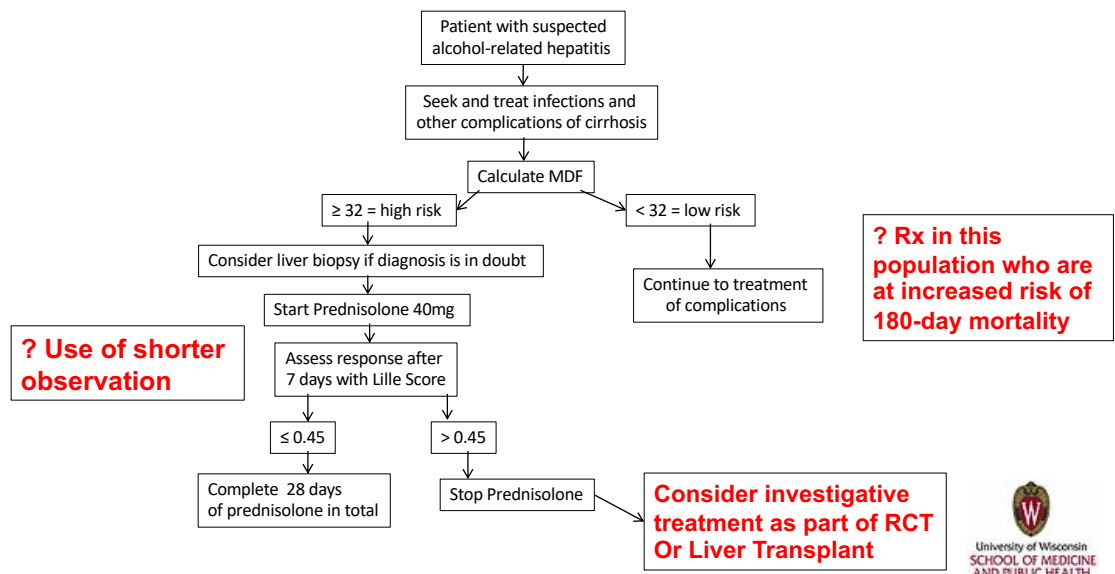 Patient with suspected
alcohol-related hepatitis
Seek and treat infections and
other complications of cirrhosis
Calculate MDF
≥ 32 = high risk
< 32 = low risk
Consider liver biopsy if diagnosis is in doubt
Continue to treatment
of complications
? Rx in this
population who are
at increased risk of
180-day mortality
Start Prednisolone 40mg
? Use of shorter
observation
Assess response after
7 days with Lille Score
≤ 0.45
> 0.45
Complete 28 days
of prednisolone in total
Stop Prednisolone
Consider investigative
treatment as part of RCT
Or Liver Transplant
W
University of Wisconsin
SCHOOL OF MEDICINE
AND PUBLIC HEALTH